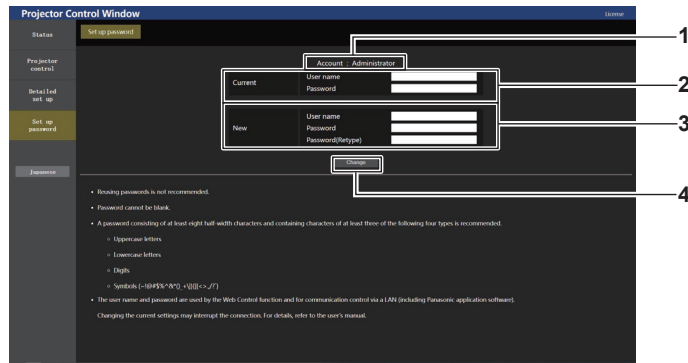 Projector Control Window
License
Status
Set up password
1
Account : Administrator
Projector
control
Current
User name
Password
2
Detailed
set up
New
User name
Password
Password(Retype)
3
Set up
password
Change
Japanese
4
• Reusing passwords is not recommended.
• Password cannot be blank.
• A password consisting of at least eight half-width characters and containing characters of at least three of the following four types is recommended.
○ Uppercase letters
○ Lowercase letters
○ Digits
○ Symbols
• The user name and password are used by the Web Control function and for communication control via a LAN (including Panasonic application software).
Changing the current settings may interrupt the connection. For details, refer to the user's manual.